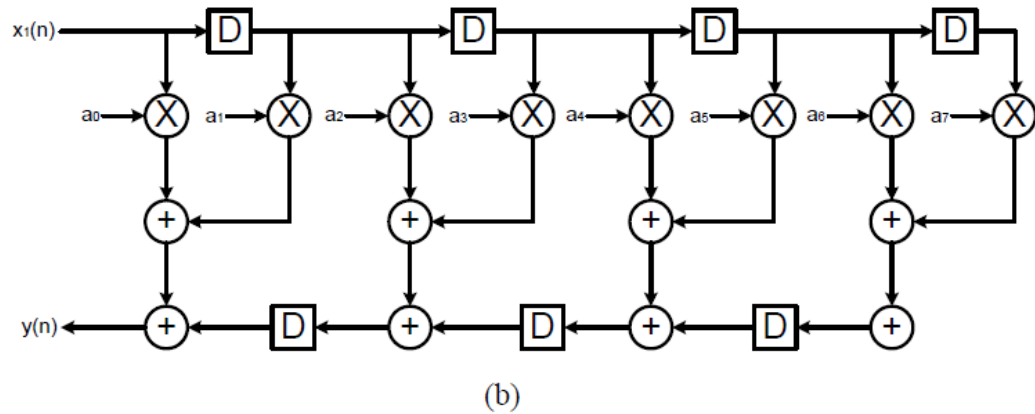 x₁(n) D D D D
a₀ X a₁ X a₂ X a₃ X a₄ X a₅ X a₆ X a₇ X
+ + + +
y(n) + D + D + D +
(b)